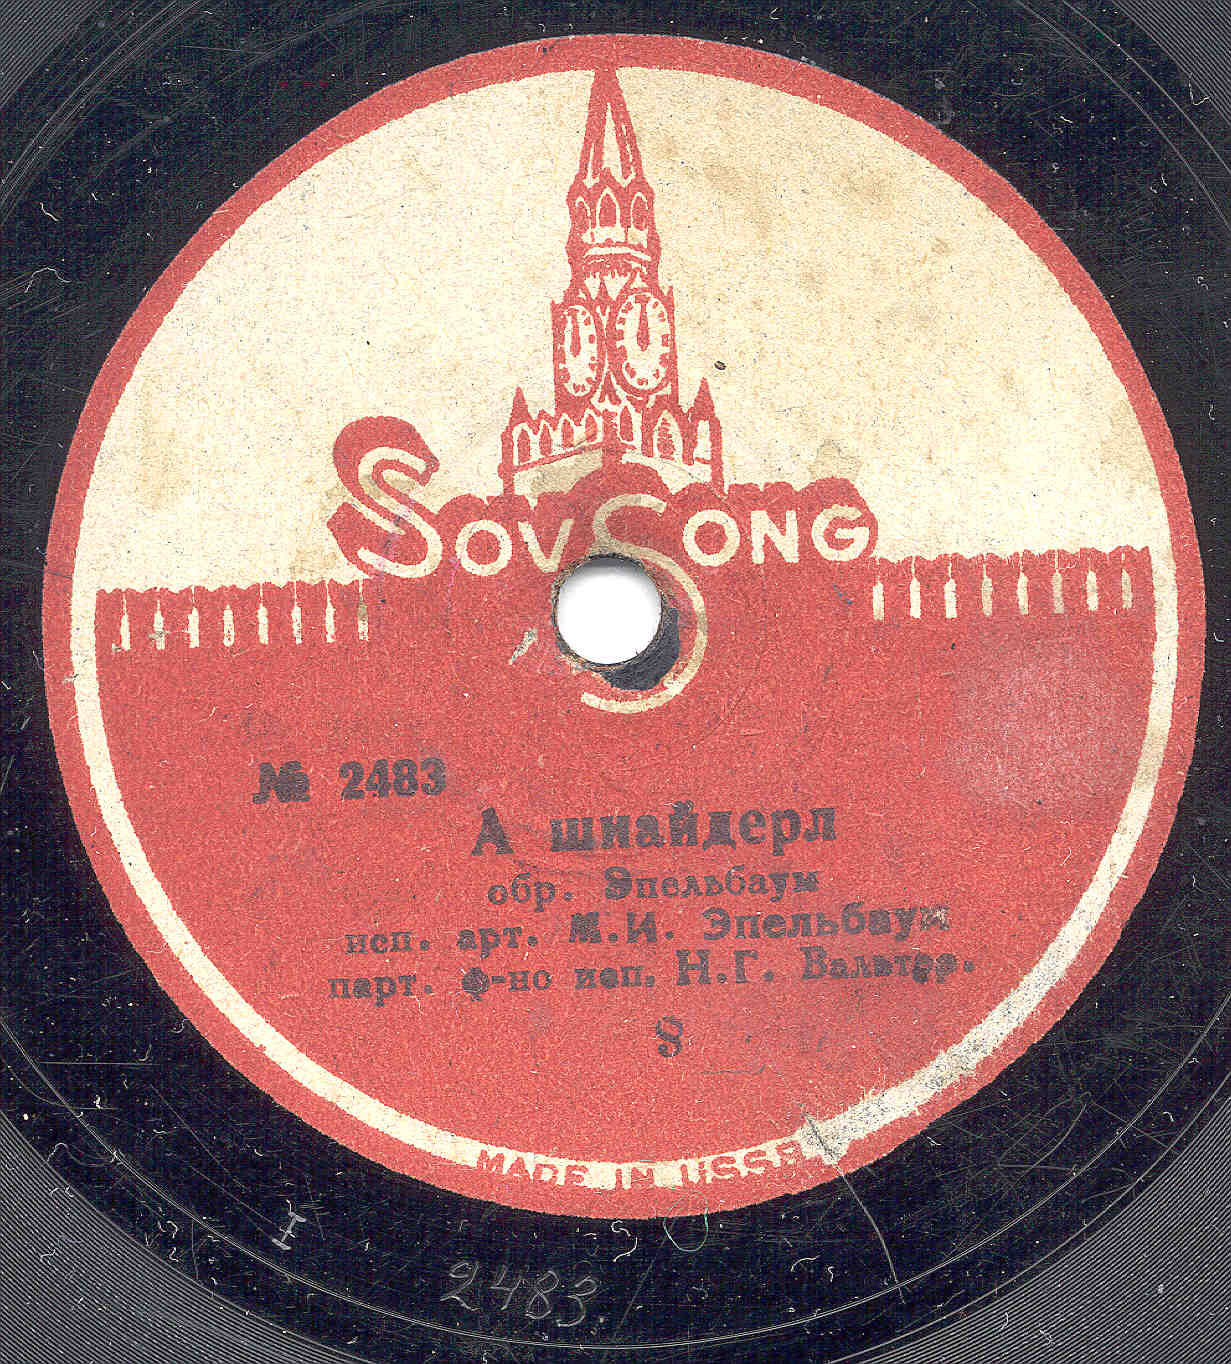 SovSong
№ 2483
А шнайдерл
обр. Эпельбаум
исп. арт. М.И. Эпельбаум
парт. ф-но исп. Н.Г. Вальтер.
8
MADE IN USSR
I
2483.